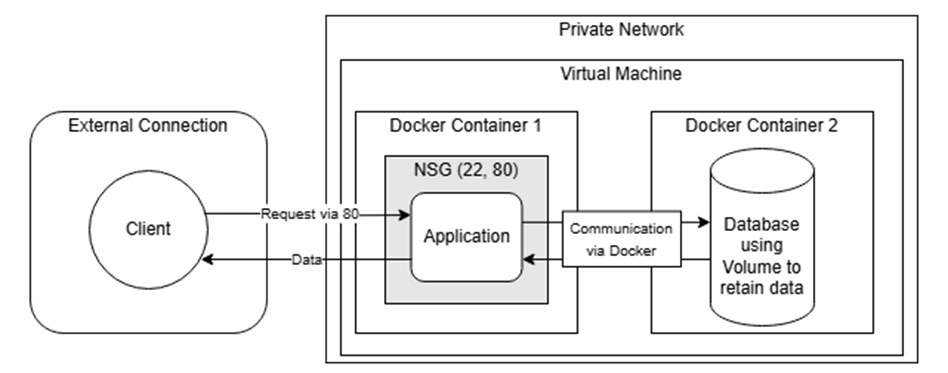 Private Network
Virtual Machine
External Connection
Docker Container 1
Docker Container 2
NSG (22, 80)
Client
Request via 80
Data
Application
Communication
via Docker
Database
using
Volume to
retain data